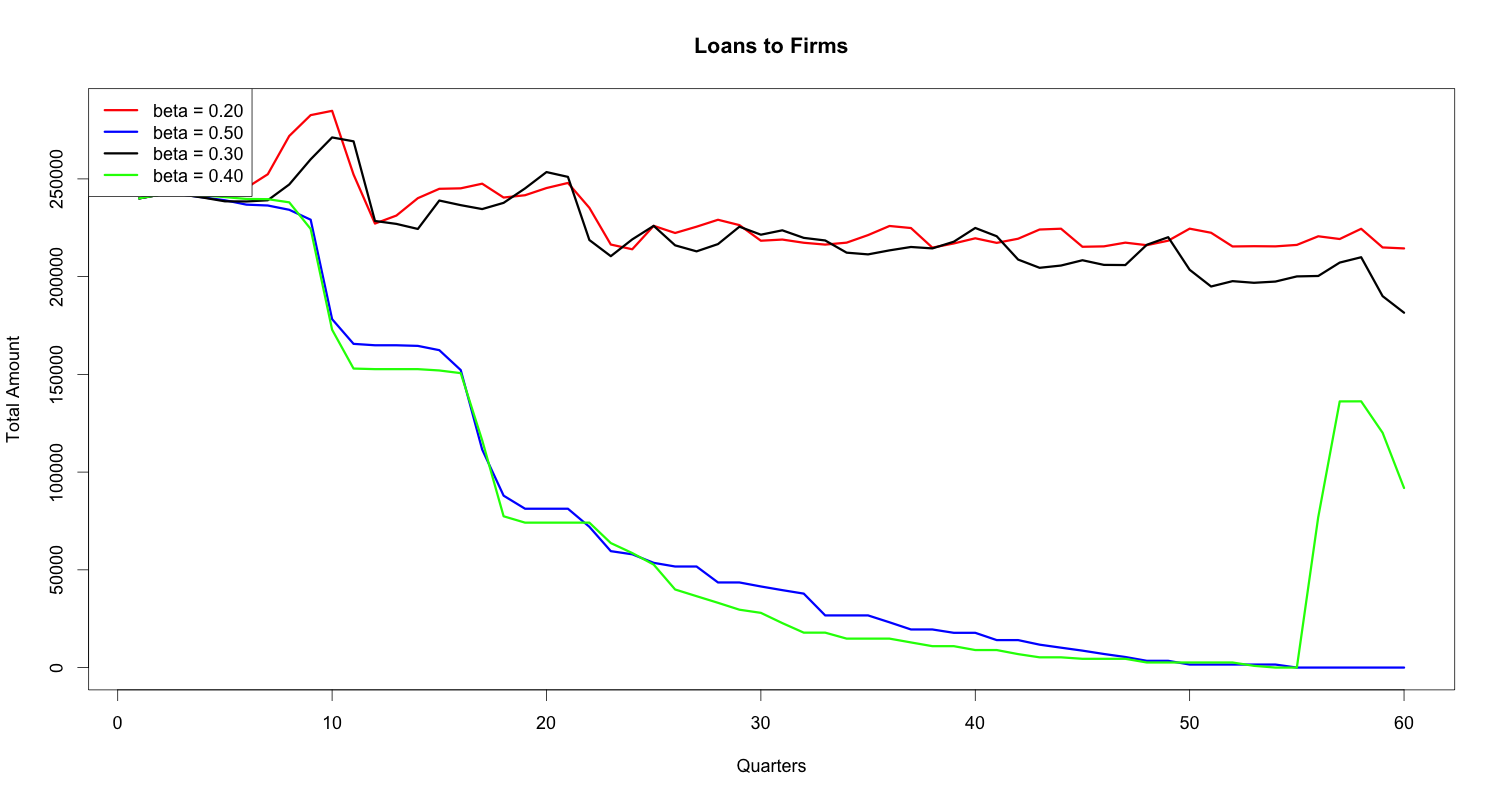 Loans to Firms
beta = 0.20
beta = 0.50
beta = 0.30
beta = 0.40
Total Amount
250000
200000
150000
100000
50000
0
0 10 20 30 40 50 60
Quarters